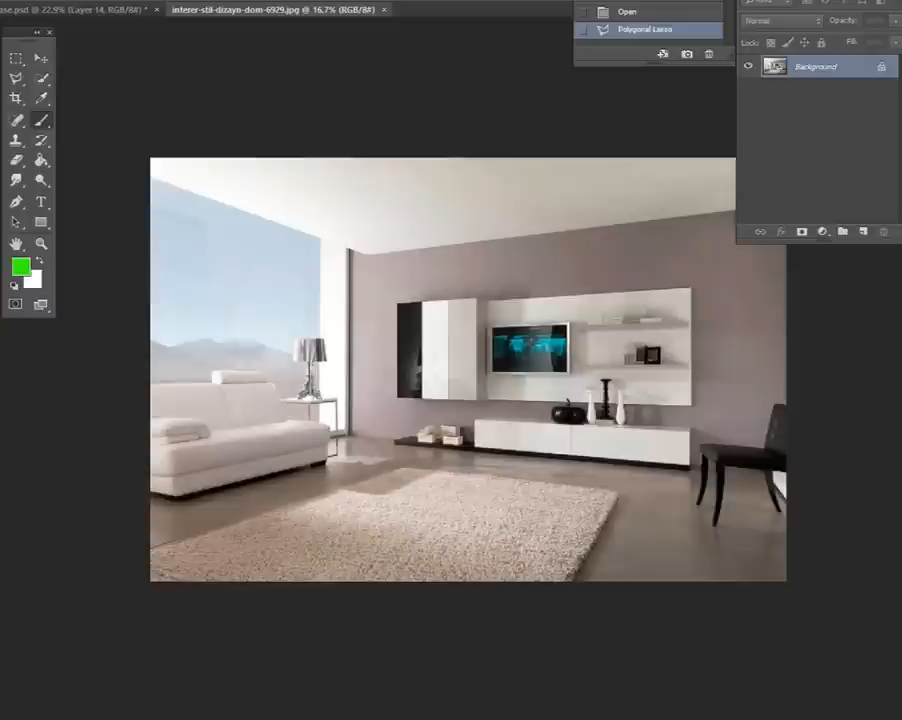 ase.psd @ 22.9% (Layer 14, RGB/8#) * ×
interer-stil-dizayn-dom-6929.jpg @ 16.7% (RGB/8#) ×
Open
Polygonal Lasso
Normal Opacity:
Lock: Fill:
Background